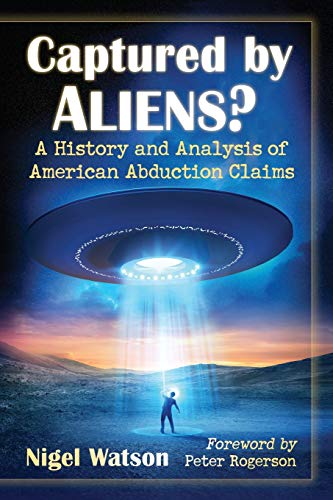 Captured by
ALIENS?
A History and Analysis of
American Abduction Claims
Nigel Watson
Foreword by
Peter Rogerson